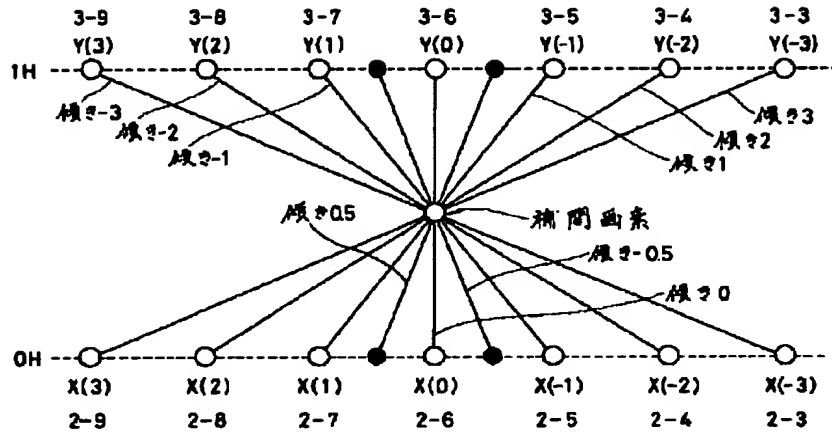 3-9 3-8 3-7 3-6 3-5 3-4 3-3
Y(3) Y(2) Y(1) Y(0) Y(-1) Y(-2) Y(-3)
1H
傾き-3
傾き-2
傾き-1
傾き3
傾き2
傾き1
傾き0.5
補間画素
傾き-0.5
傾き0
0H
X(3) X(2) X(1) X(0) X(-1) X(-2) X(-3)
2-9 2-8 2-7 2-6 2-5 2-4 2-3